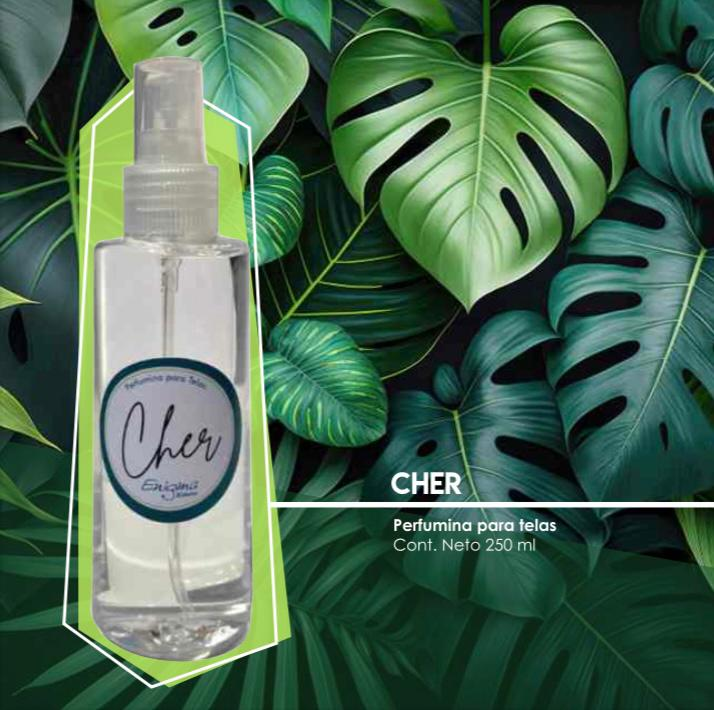 Perfumina para Telas
Cher
Enigma
CHER
Perfumina para telas
Cont. Neto 250 ml